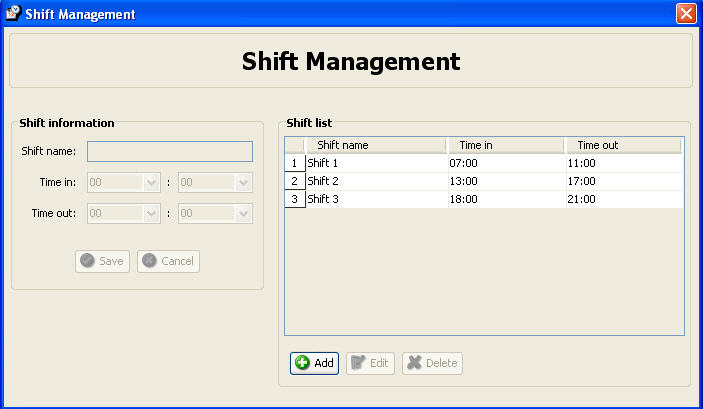 Shift Management
Shift Management
Shift information
Shift name:
Time in: 00 : 00
Time out: 00 : 00
Save Cancel
Shift list
Shift name Time in Time out
1 Shift 1 07:00 11:00
2 Shift 2 13:00 17:00
3 Shift 3 18:00 21:00
Add Edit Delete